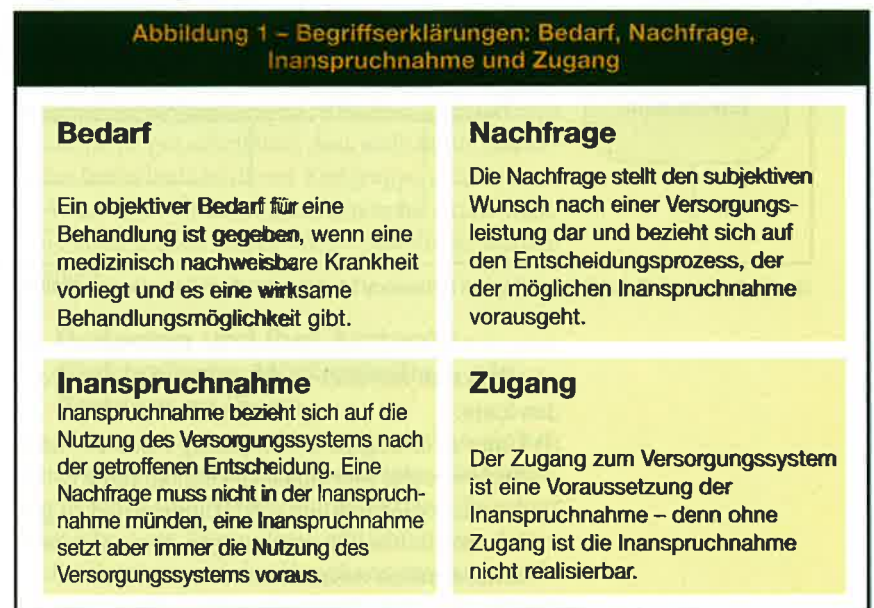 Abbildung 1 – Begriffserklärungen: Bedarf, Nachfrage,
Inanspruchnahme und Zugang
Bedarf
Ein objektiver Bedarf für eine
Behandlung ist gegeben, wenn eine
medizinisch nachweisbare Krankheit
vorliegt und es eine wirksame
Behandlungsmöglichkeit gibt.
Nachfrage
Die Nachfrage stellt den subjektiven
Wunsch nach einer Versorgungs-
leistung dar und bezieht sich auf
den Entscheidungsprozess, der
der möglichen Inanspruchnahme
vorausgeht.
Inanspruchnahme
Inanspruchnahme bezieht sich auf die
Nutzung des Versorgungssystems nach
der getroffenen Entscheidung. Eine
Nachfrage muss nicht in der Inanspruch-
nahme münden, eine Inanspruchnahme
setzt aber immer die Nutzung des
Versorgungssystems voraus.
Zugang
Der Zugang zum Versorgungssystem
ist eine Voraussetzung der
Inanspruchnahme – denn ohne
Zugang ist die Inanspruchnahme
nicht realisierbar.